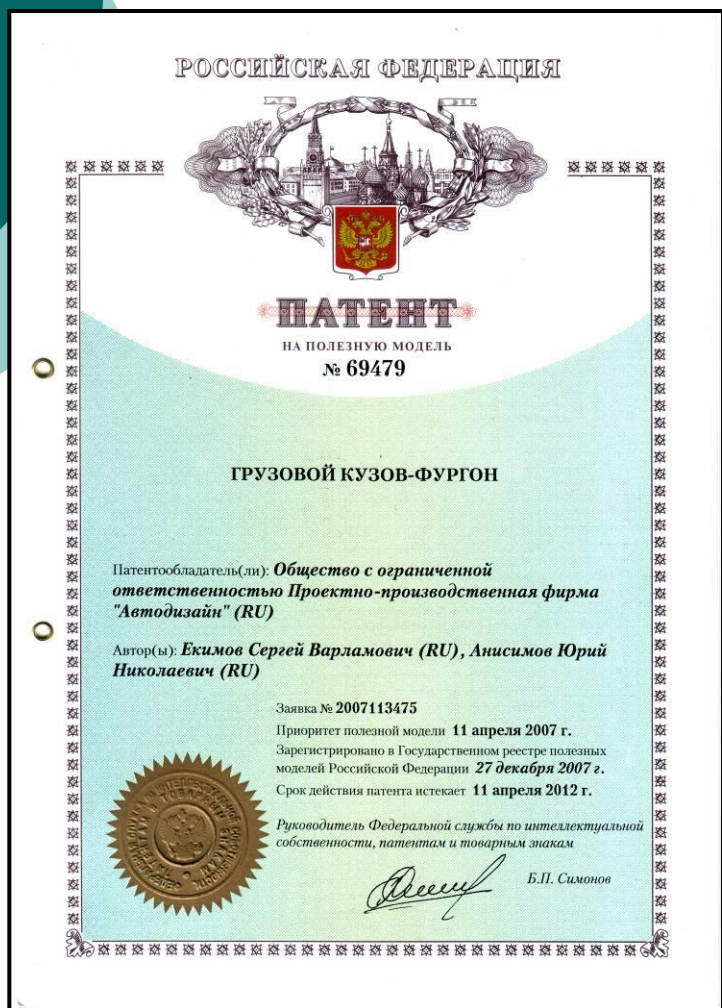 РОССИЙСКАЯ ФЕДЕРАЦИЯ
ПАТЕНТ
НА ПОЛЕЗНУЮ МОДЕЛЬ
№ 69479
ГРУЗОВОЙ КУЗОВ-ФУРГОН
Патентообладатель(ли): Общество с ограниченной
ответственностью Проектно-производственная фирма
"Автодизайн" (RU)
Автор(ы): Екимов Сергей Варламович (RU), Анисимов Юрий
Николаевич (RU)
Заявка № 2007113475
Приоритет полезной модели 11 апреля 2007 г.
Зарегистрировано в Государственном реестре полезных
моделей Российской Федерации 27 декабря 2007 г.
Срок действия патента истекает 11 апреля 2012 г.
Руководитель Федеральной службы по интеллектуальной
собственности, патентам и товарным знакам
Б.П. Симонов